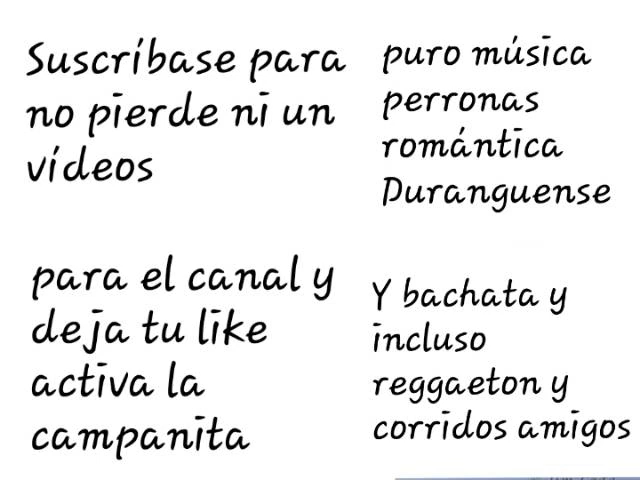 Suscríbase para
no pierde ni un
vídeos
puro música
perronas
romántica
Duranguense
para el canal y
deja tu like
activa la
campanita
Y bachata y
incluso
reggaeton y
corridos amigos